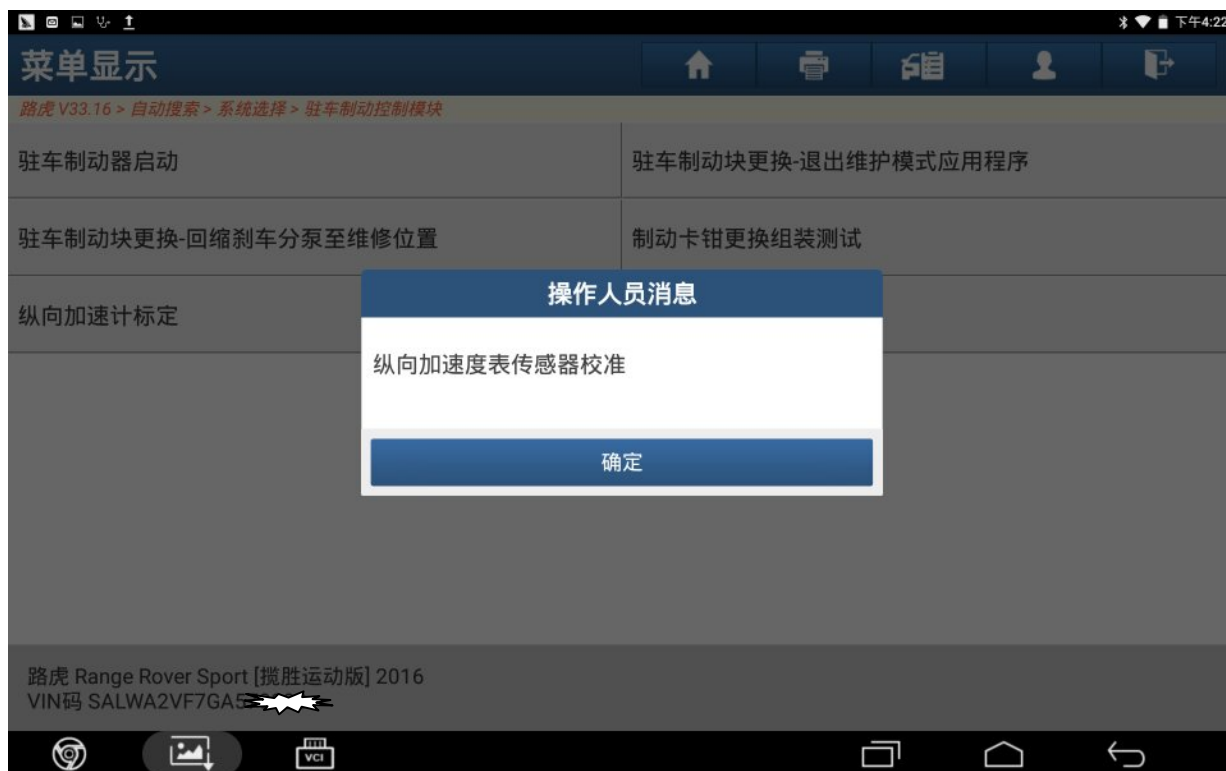 下午4:22
菜单显示
路虎 V33.16 > 自动搜索 > 系统选择 > 驻车制动控制模块
驻车制动器启动
驻车制动块更换-退出维护模式应用程序
驻车制动块更换-回缩刹车分泵至维修位置
制动卡钳更换组装测试
纵向加速计标定
操作人员消息
纵向加速度表传感器校准
确定
路虎 Range Rover Sport [揽胜运动版] 2016
VIN码 SALWA2VF7GA5
VCI